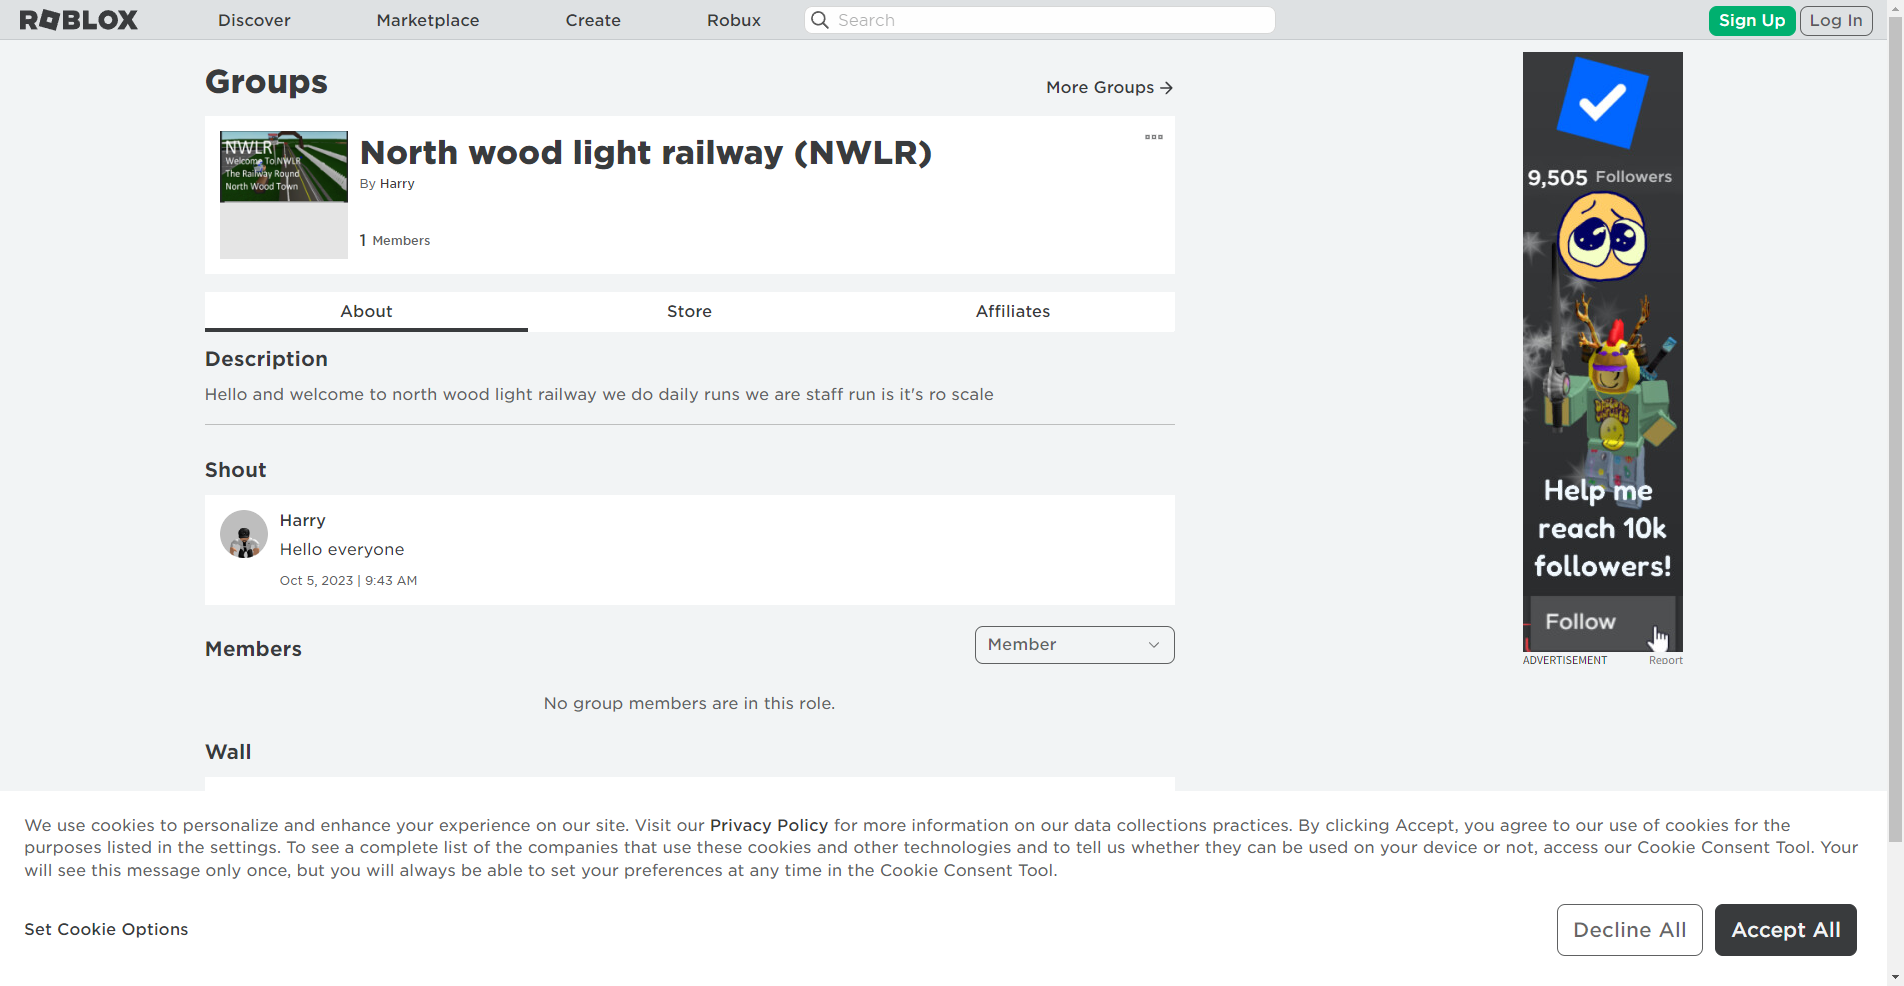 ROBLOX
Discover
Marketplace
Create
Robux
Search
Sign Up
Log In
Groups
More Groups →
NWLR
Welcome To NWLR
The Railway Round
North Wood Town
North wood light railway (NWLR)
By Harry
1 Members
About
Store
Affiliates
Description
Hello and welcome to north wood light railway we do daily runs we are staff run is it's ro scale
Shout
Harry
Hello everyone
Oct 5, 2023 | 9:43 AM
Members
Member
No group members are in this role.
Wall
9,505 Followers
Help me
reach 10k
followers!
Follow
ADVERTISEMENT
Report
We use cookies to personalize and enhance your experience on our site. Visit our Privacy Policy for more information on our data collections practices. By clicking Accept, you agree to our use of cookies for the
purposes listed in the settings. To see a complete list of the companies that use these cookies and other technologies and to tell us whether they can be used on your device or not, access our Cookie Consent Tool. Your
will see this message only once, but you will always be able to set your preferences at any time in the Cookie Consent Tool.
Set Cookie Options
Decline All
Accept All